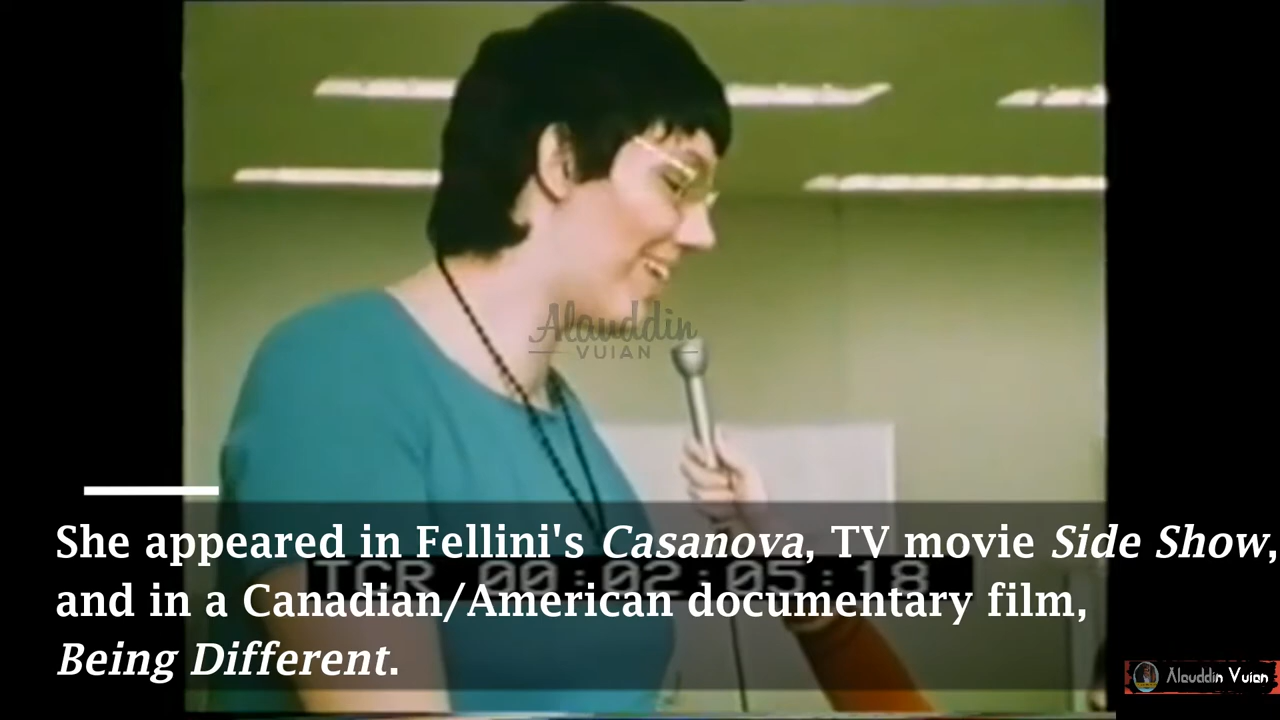 Alauddin
VUIAN
She appeared in Fellini's Casanova, TV movie Side Show,
TCR 00:02:05:18
and in a Canadian/American documentary film,
Being Different.
Alauddin Vuian